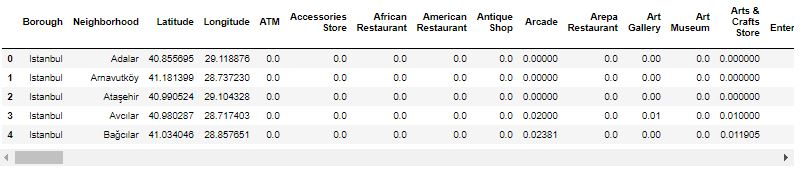 Borough Neighborhood Latitude Longitude ATM Accessories Store African Restaurant American Restaurant Antique Shop Arcade Arepa Restaurant Art Gallery Art Museum Arts & Crafts Store Enter
0 Istanbul Adalar 40.855695 29.118876 0.0 0.0 0.0 0.0 0.0 0.00000 0.0 0.00 0.0 0.000000
1 Istanbul Arnavutköy 41.181399 28.737230 0.0 0.0 0.0 0.0 0.0 0.00000 0.0 0.00 0.0 0.000000
2 Istanbul Ataşehir 40.990524 29.104328 0.0 0.0 0.0 0.0 0.0 0.00000 0.0 0.00 0.0 0.000000
3 Istanbul Avcılar 40.980287 28.717403 0.0 0.0 0.0 0.0 0.0 0.02000 0.0 0.01 0.0 0.010000
4 Istanbul Bağcılar 41.034046 28.857651 0.0 0.0 0.0 0.0 0.0 0.02381 0.0 0.00 0.0 0.011905